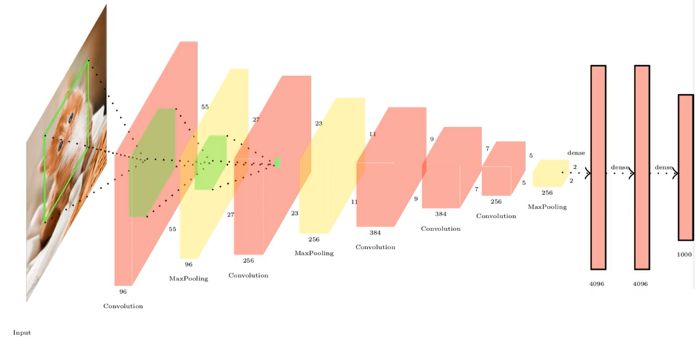 Input
55
55
96
Convolution
27
27
96
MaxPooling
23
23
256
Convolution
11
11
256
MaxPooling
9
9
384
Convolution
7
7
384
Convolution
5
5
256
Convolution
2
2
256
MaxPooling
dense
4096
dense
4096
dense
1000